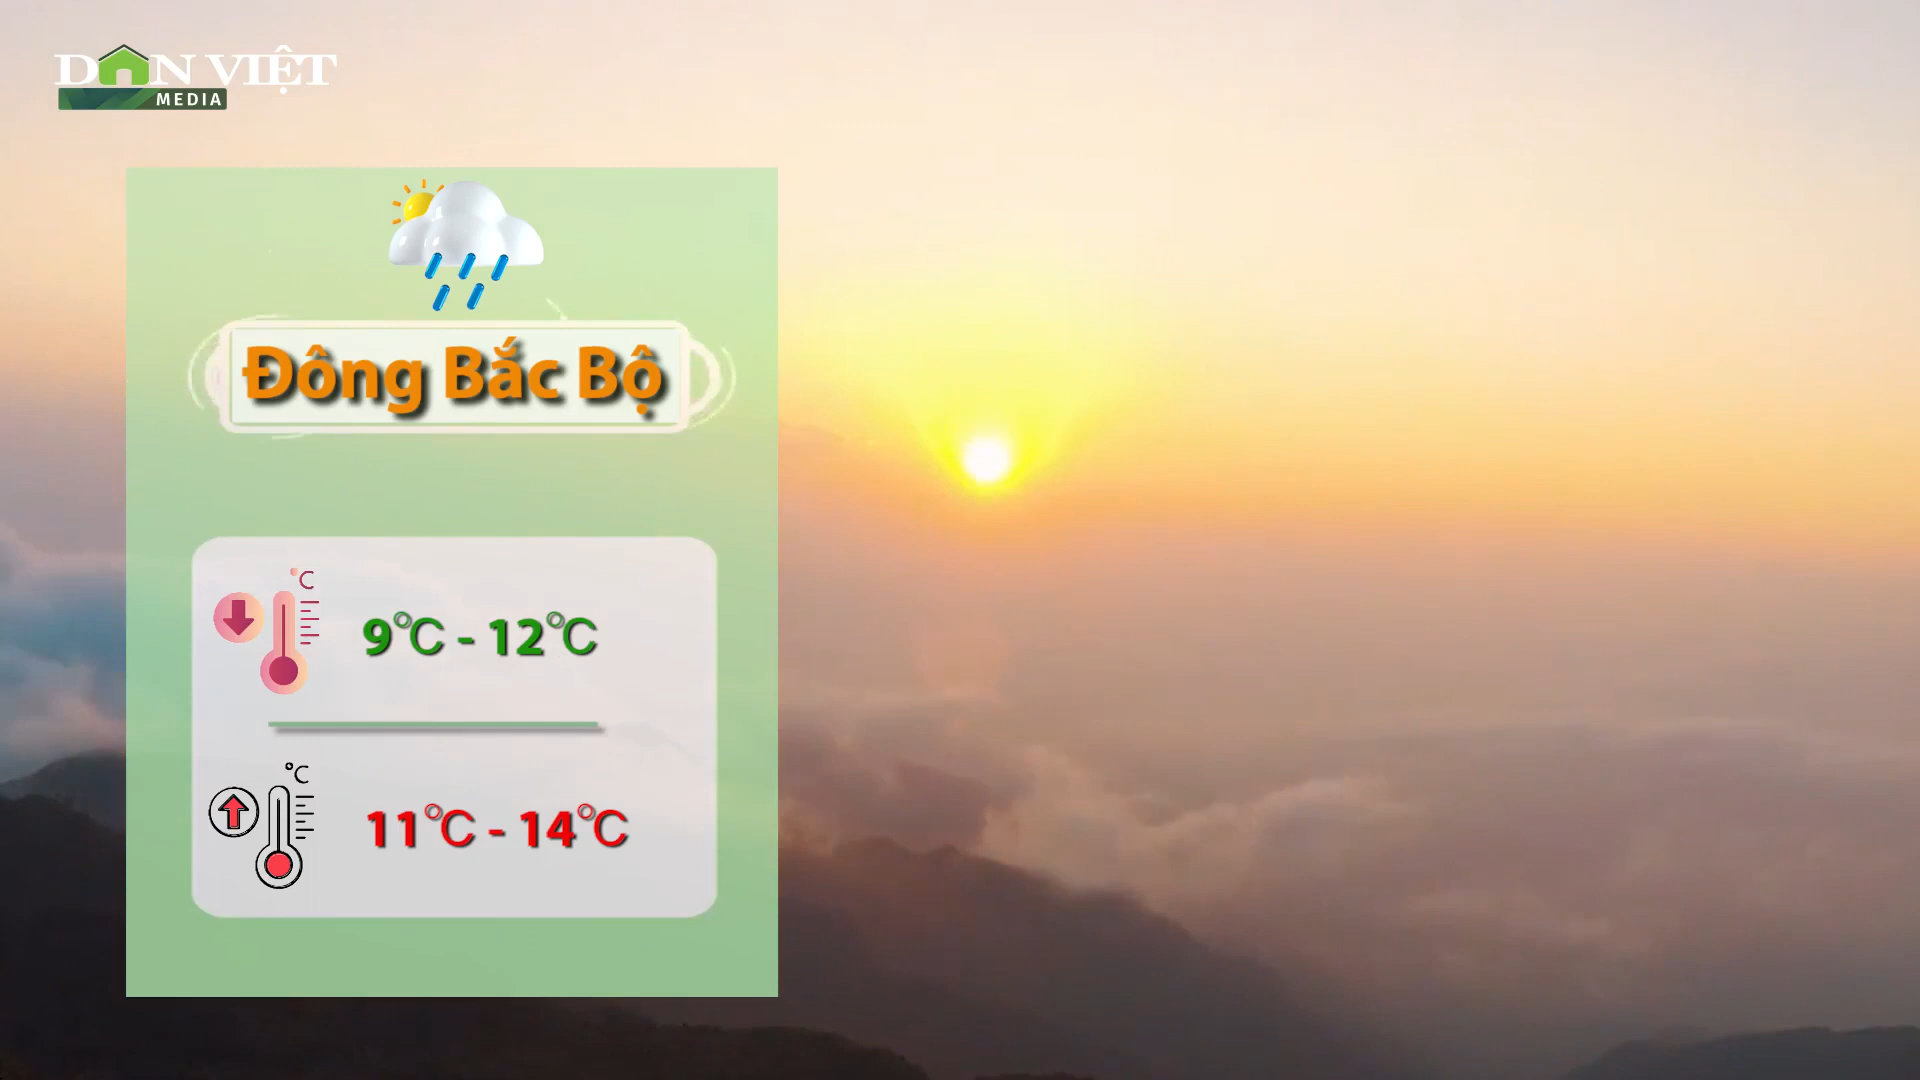 DÂN VIỆT
MEDIA
Đông Bắc Bộ
°C
9°C - 12°C
°C
11°C - 14°C